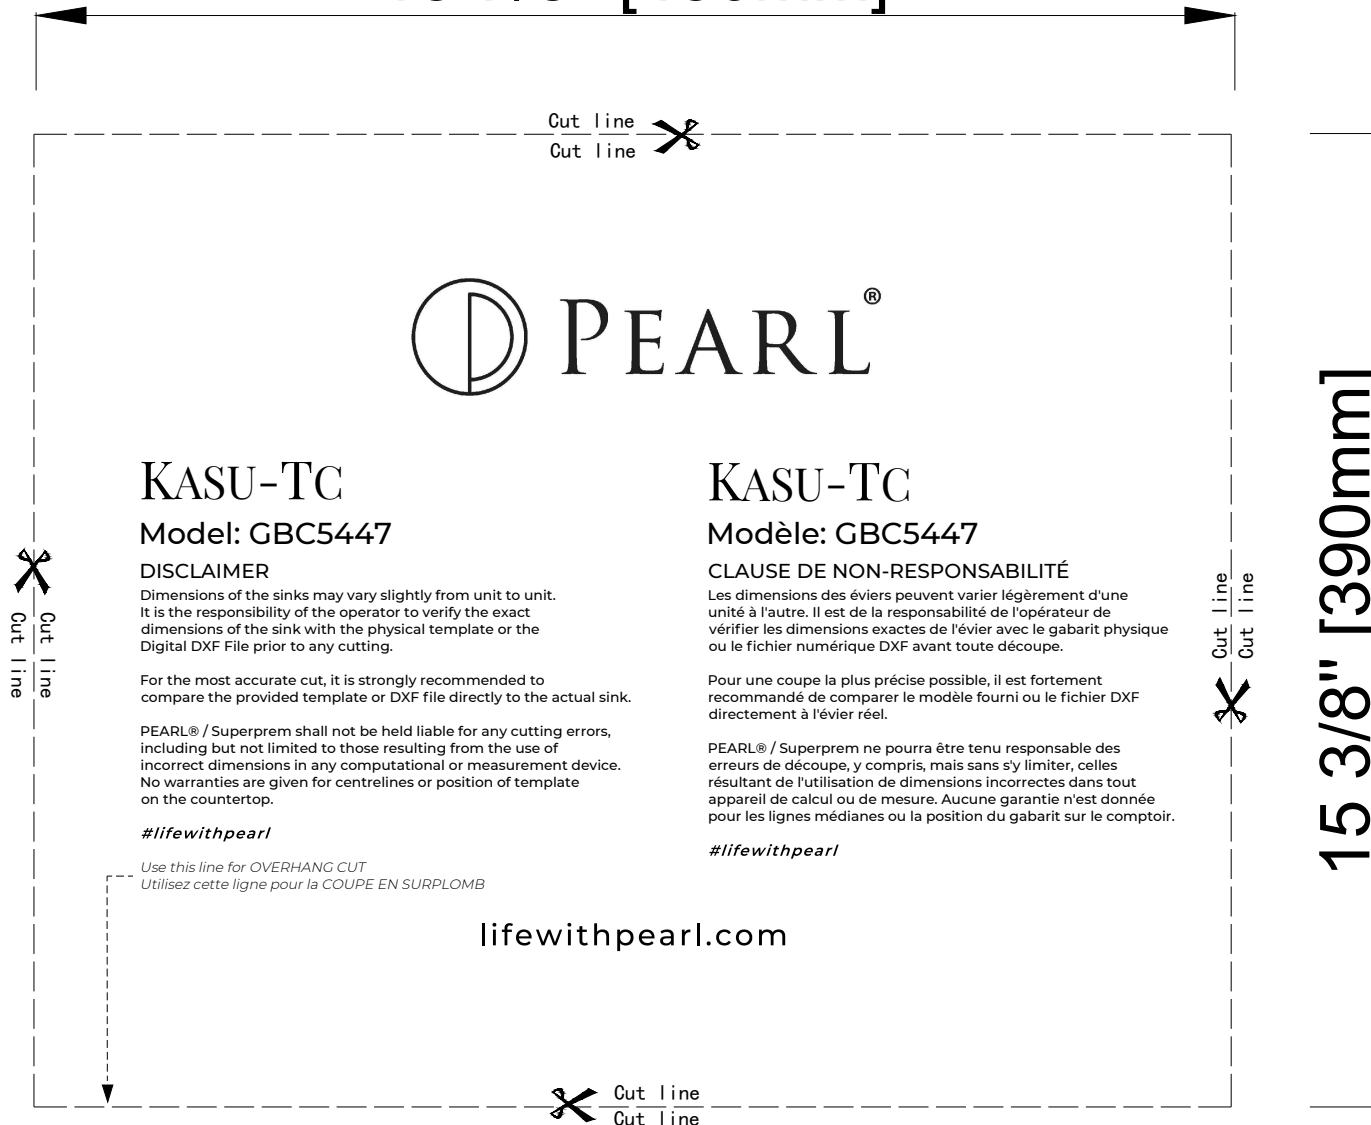 Cut line
Cut line
PEARL®
KASU-TC
Model: GBC5447
DISCLAIMER
Dimensions of the sinks may vary slightly from unit to unit.
It is the responsibility of the operator to verify the exact
dimensions of the sink with the physical template or the
Digital DXF File prior to any cutting.
For the most accurate cut, it is strongly recommended to
compare the provided template or DXF file directly to the actual sink.
PEARL® / Superprem shall not be held liable for any cutting errors,
including but not limited to those resulting from the use of
incorrect dimensions in any computational or measurement device.
No warranties are given for centrelines or position of template
on the countertop.
#lifewithpearl
Use this line for OVERHANG CUT
Utilisez cette ligne pour la COUPE EN SURPLOMB
KASU-TC
Modèle: GBC5447
CLAUSE DE NON-RESPONSABILITÉ
Les dimensions des éviers peuvent varier légèrement d'une
unité à l'autre. Il est de la responsabilité de l'opérateur de
vérifier les dimensions exactes de l'évier avec le gabarit physique
ou le fichier numérique DXF avant toute découpe.
Pour une coupe la plus précise possible, il est fortement
recommandé de comparer le modèle fourni ou le fichier DXF
directement à l'évier réel.
PEARL® / Superprem ne pourra être tenu responsable des
erreurs de découpe, y compris, mais sans s'y limiter, celles
résultant de l'utilisation de dimensions incorrectes dans tout
appareil de calcul ou de mesure. Aucune garantie n'est donnée
pour les lignes médianes ou la position du gabarit sur le comptoir.
#lifewithpearl
lifewithpearl.com
Cut line
Cut line
Cut line
Cut line
15 3/8" [390mm]
Cut line
Cut line